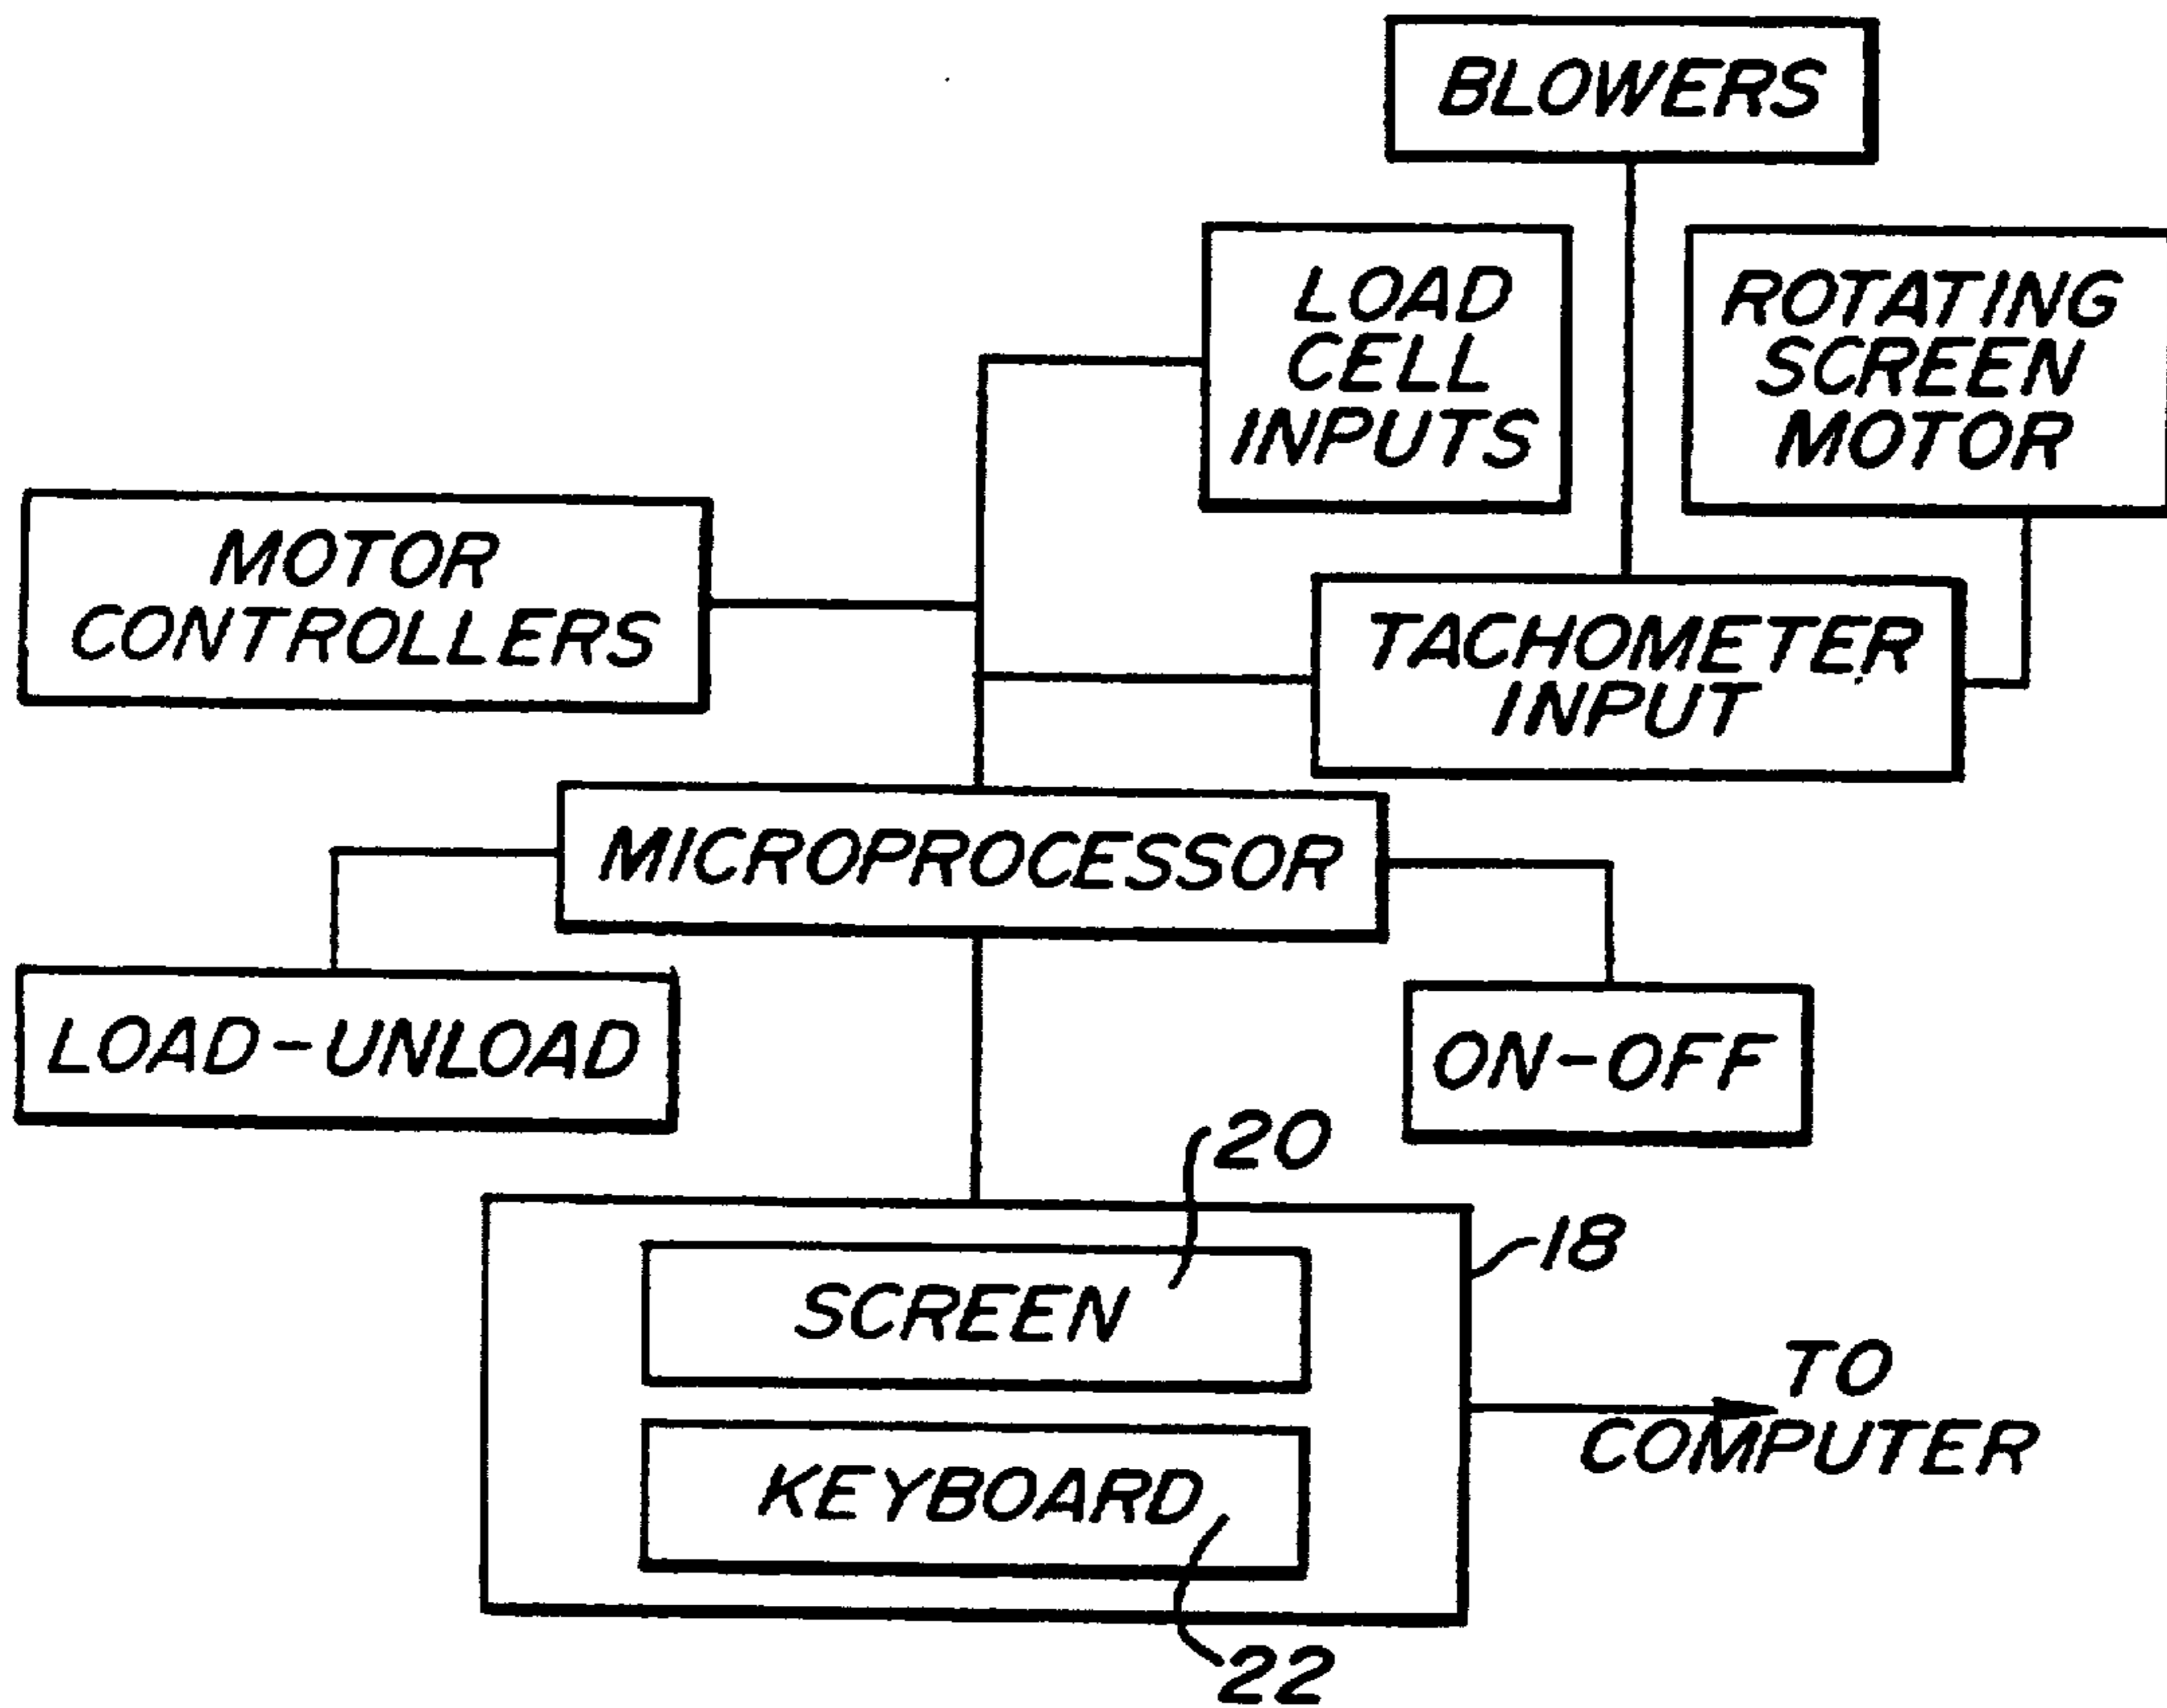 BLOWERS
LOAD
CELL
INPUTS
ROTATING
SCREEN
MOTOR
MOTOR
CONTROLLERS
TACHOMETER
INPUT
MICROPROCESSOR
LOAD-UNLOAD
ON-OFF
20
18
SCREEN
TO
COMPUTER
KEYBOARD
22